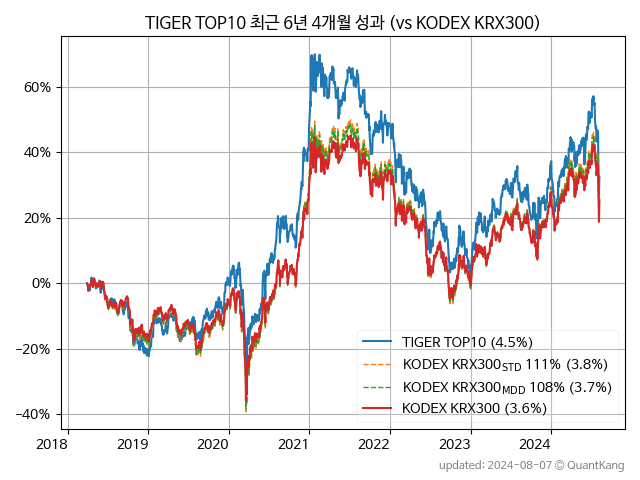 TIGER TOP10 최근 6년 4개월 성과 (vs KODEX KRX300)
60%
40%
20%
0%
−20%
−40%
TIGER TOP10 (4.5%)
KODEX KRX300STD 111% (3.8%)
KODEX KRX300MDD 108% (3.7%)
KODEX KRX300 (3.6%)
2018 2019 2020 2021 2022 2023 2024
updated: 2024-08-07 © QuantKang